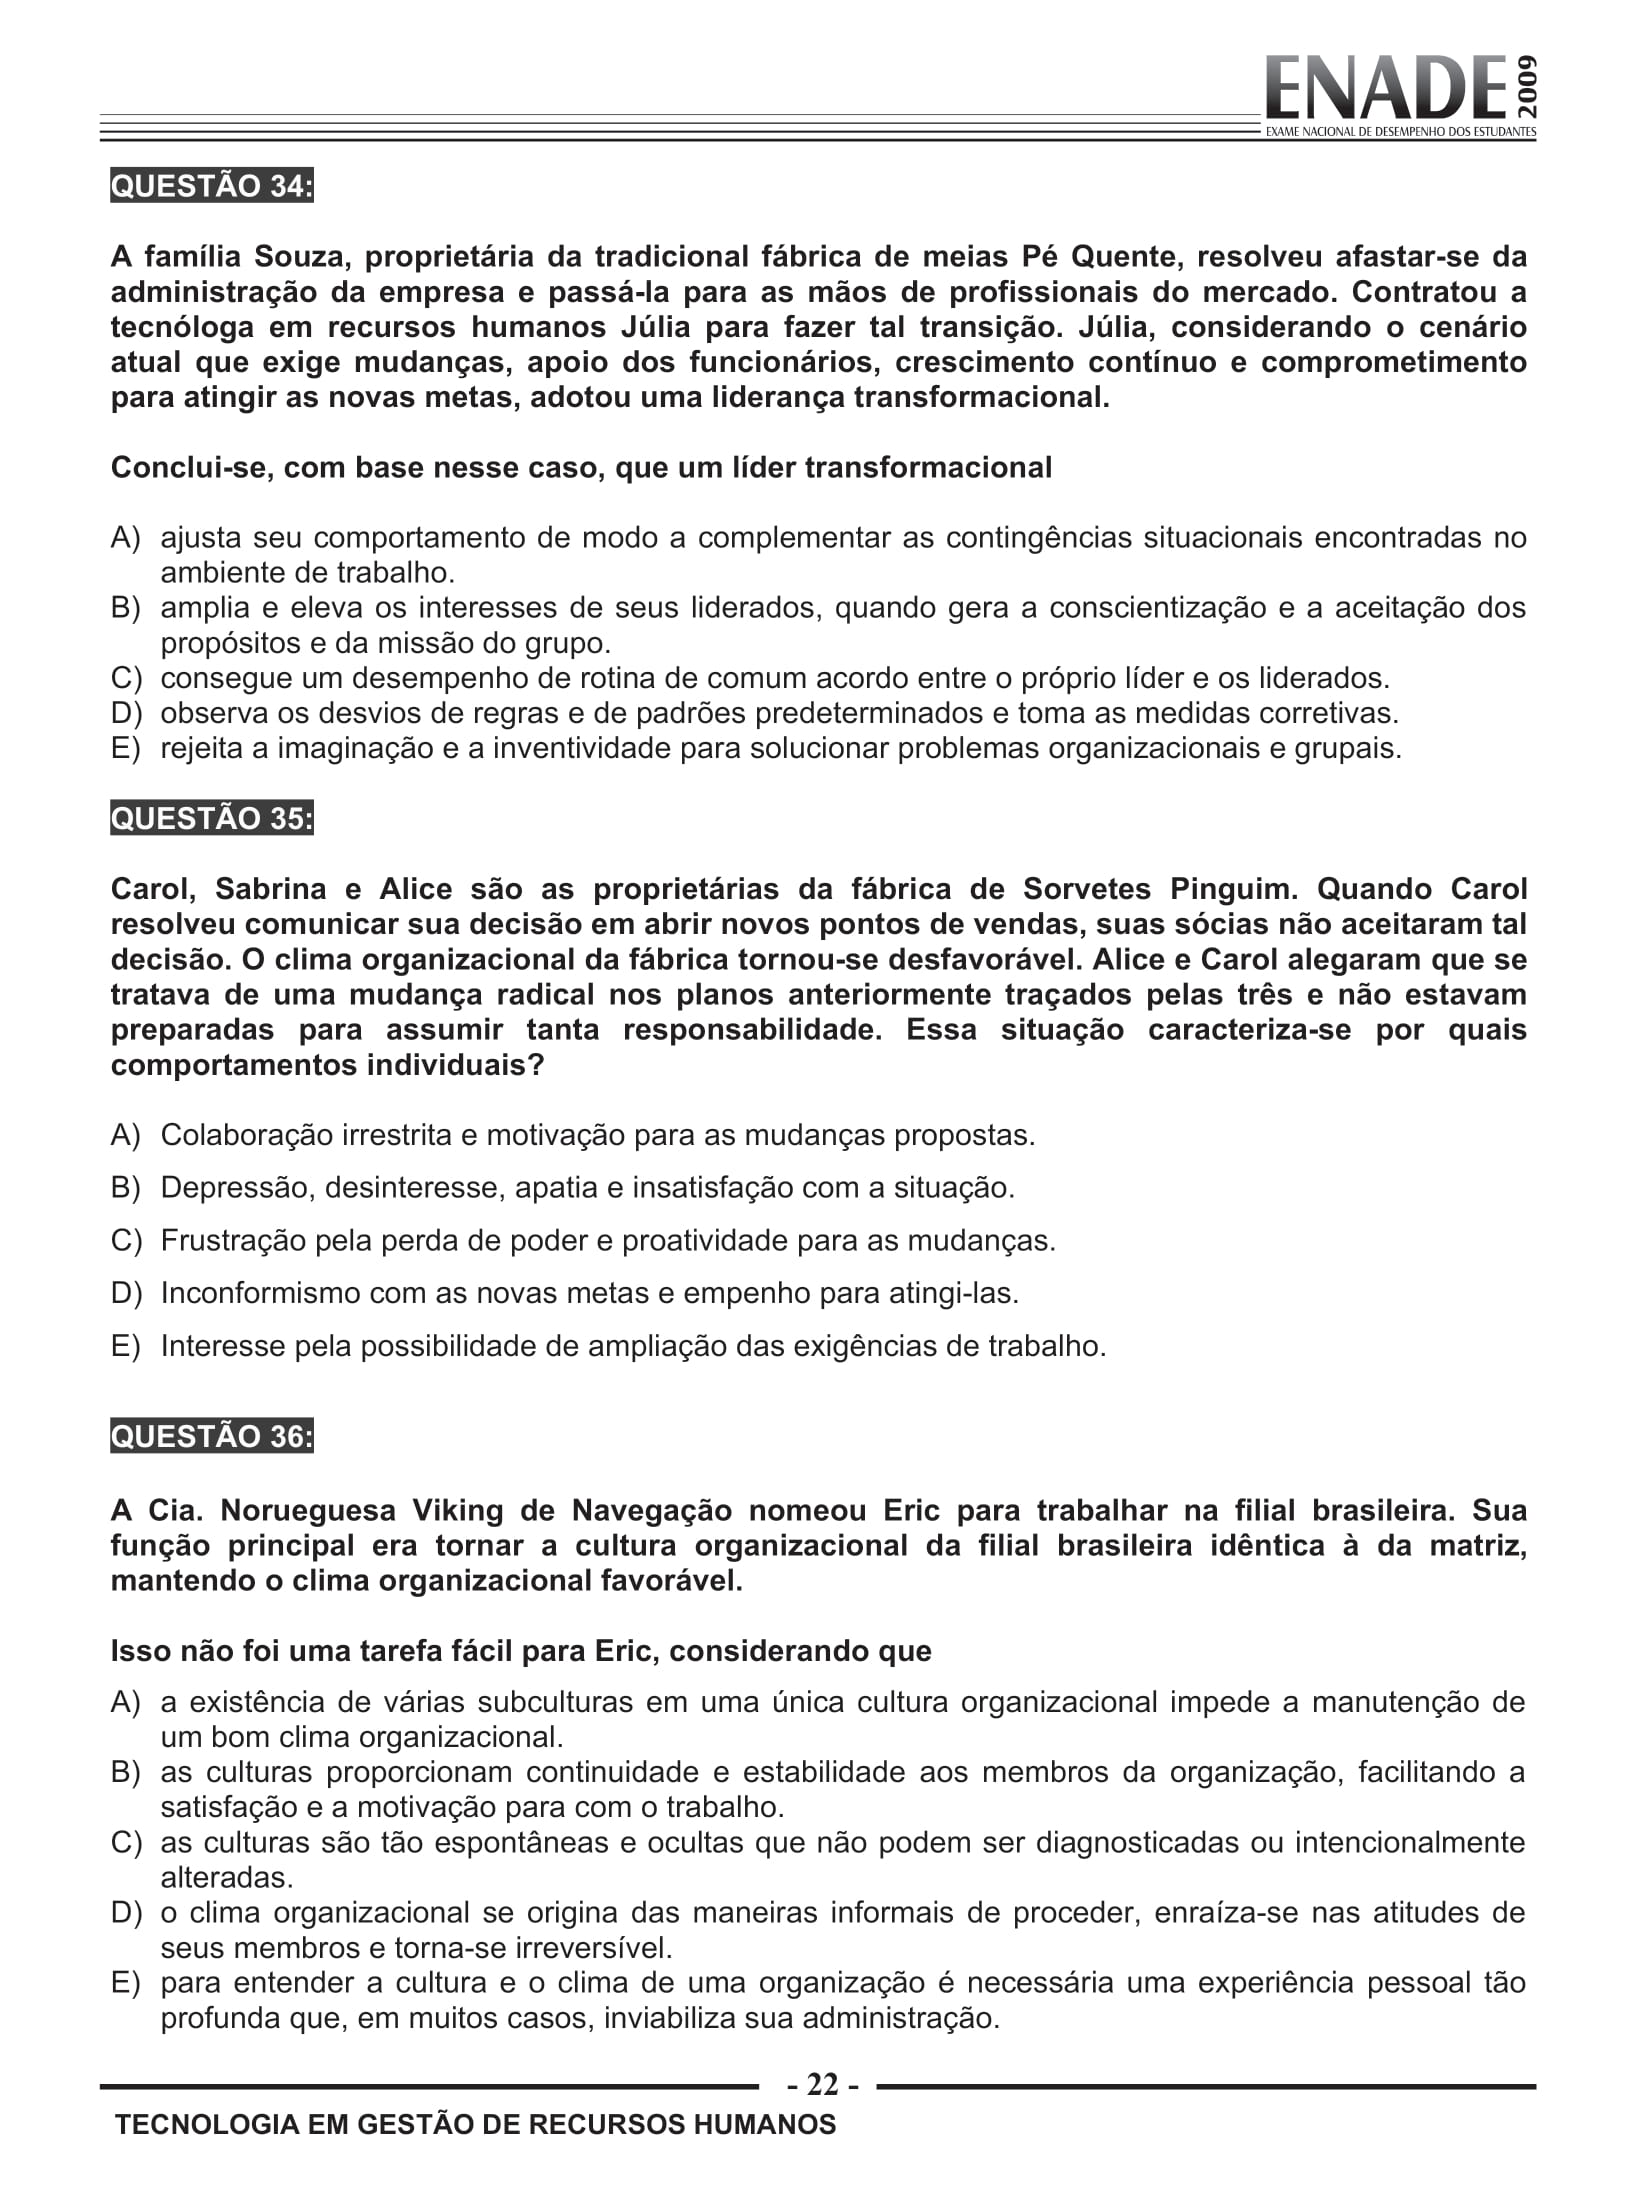 ENADE 2009
EXAME NACIONAL DE DESEMPENHO DOS ESTUDANTES
QUESTÃO 34:
A família Souza, proprietária da tradicional fábrica de meias Pé Quente, resolveu afastar-se da
administração da empresa e passá-la para as mãos de profissionais do mercado. Contratou a
tecnóloga em recursos humanos Júlia para fazer tal transição. Júlia, considerando o cenário
atual que exige mudanças, apoio dos funcionários, crescimento contínuo e comprometimento
para atingir as novas metas, adotou uma liderança transformacional.
Conclui-se, com base nesse caso, que um líder transformacional
A) ajusta seu comportamento de modo a complementar as contingências situacionais encontradas no
ambiente de trabalho.
B) amplia e eleva os interesses de seus liderados, quando gera a conscientização e a aceitação dos
propósitos e da missão do grupo.
C) consegue um desempenho de rotina de comum acordo entre o próprio líder e os liderados.
D) observa os desvios de regras e de padrões predeterminados e toma as medidas corretivas.
E) rejeita a imaginação e a inventividade para solucionar problemas organizacionais e grupais.
QUESTÃO 35:
Carol, Sabrina e Alice são as proprietárias da fábrica de Sorvetes Pinguim. Quando Carol
resolveu comunicar sua decisão em abrir novos pontos de vendas, suas sócias não aceitaram tal
decisão. O clima organizacional da fábrica tornou-se desfavorável. Alice e Carol alegaram que se
tratava de uma mudança radical nos planos anteriormente traçados pelas três e não estavam
preparadas para assumir tanta responsabilidade. Essa situação caracteriza-se por quais
comportamentos individuais?
A) Colaboração irrestrita e motivação para as mudanças propostas.
B) Depressão, desinteresse, apatia e insatisfação com a situação.
C) Frustração pela perda de poder e proatividade para as mudanças.
D) Inconformismo com as novas metas e empenho para atingi-las.
E) Interesse pela possibilidade de ampliação das exigências de trabalho.
QUESTÃO 36:
A Cia. Norueguesa Viking de Navegação nomeou Eric para trabalhar na filial brasileira. Sua
função principal era tornar a cultura organizacional da filial brasileira idêntica à da matriz,
mantendo o clima organizacional favorável.
Isso não foi uma tarefa fácil para Eric, considerando que
A) a existência de várias subculturas em uma única cultura organizacional impede a manutenção de
um bom clima organizacional.
B) as culturas proporcionam continuidade e estabilidade aos membros da organização, facilitando a
satisfação e a motivação para com o trabalho.
C) as culturas são tão espontâneas e ocultas que não podem ser diagnosticadas ou intencionalmente
alteradas.
D) o clima organizacional se origina das maneiras informais de proceder, enraíza-se nas atitudes de
seus membros e torna-se irreversível.
E) para entender a cultura e o clima de uma organização é necessária uma experiência pessoal tão
profunda que, em muitos casos, inviabiliza sua administração.
- 22 -
TECNOLOGIA EM GESTÃO DE RECURSOS HUMANOS